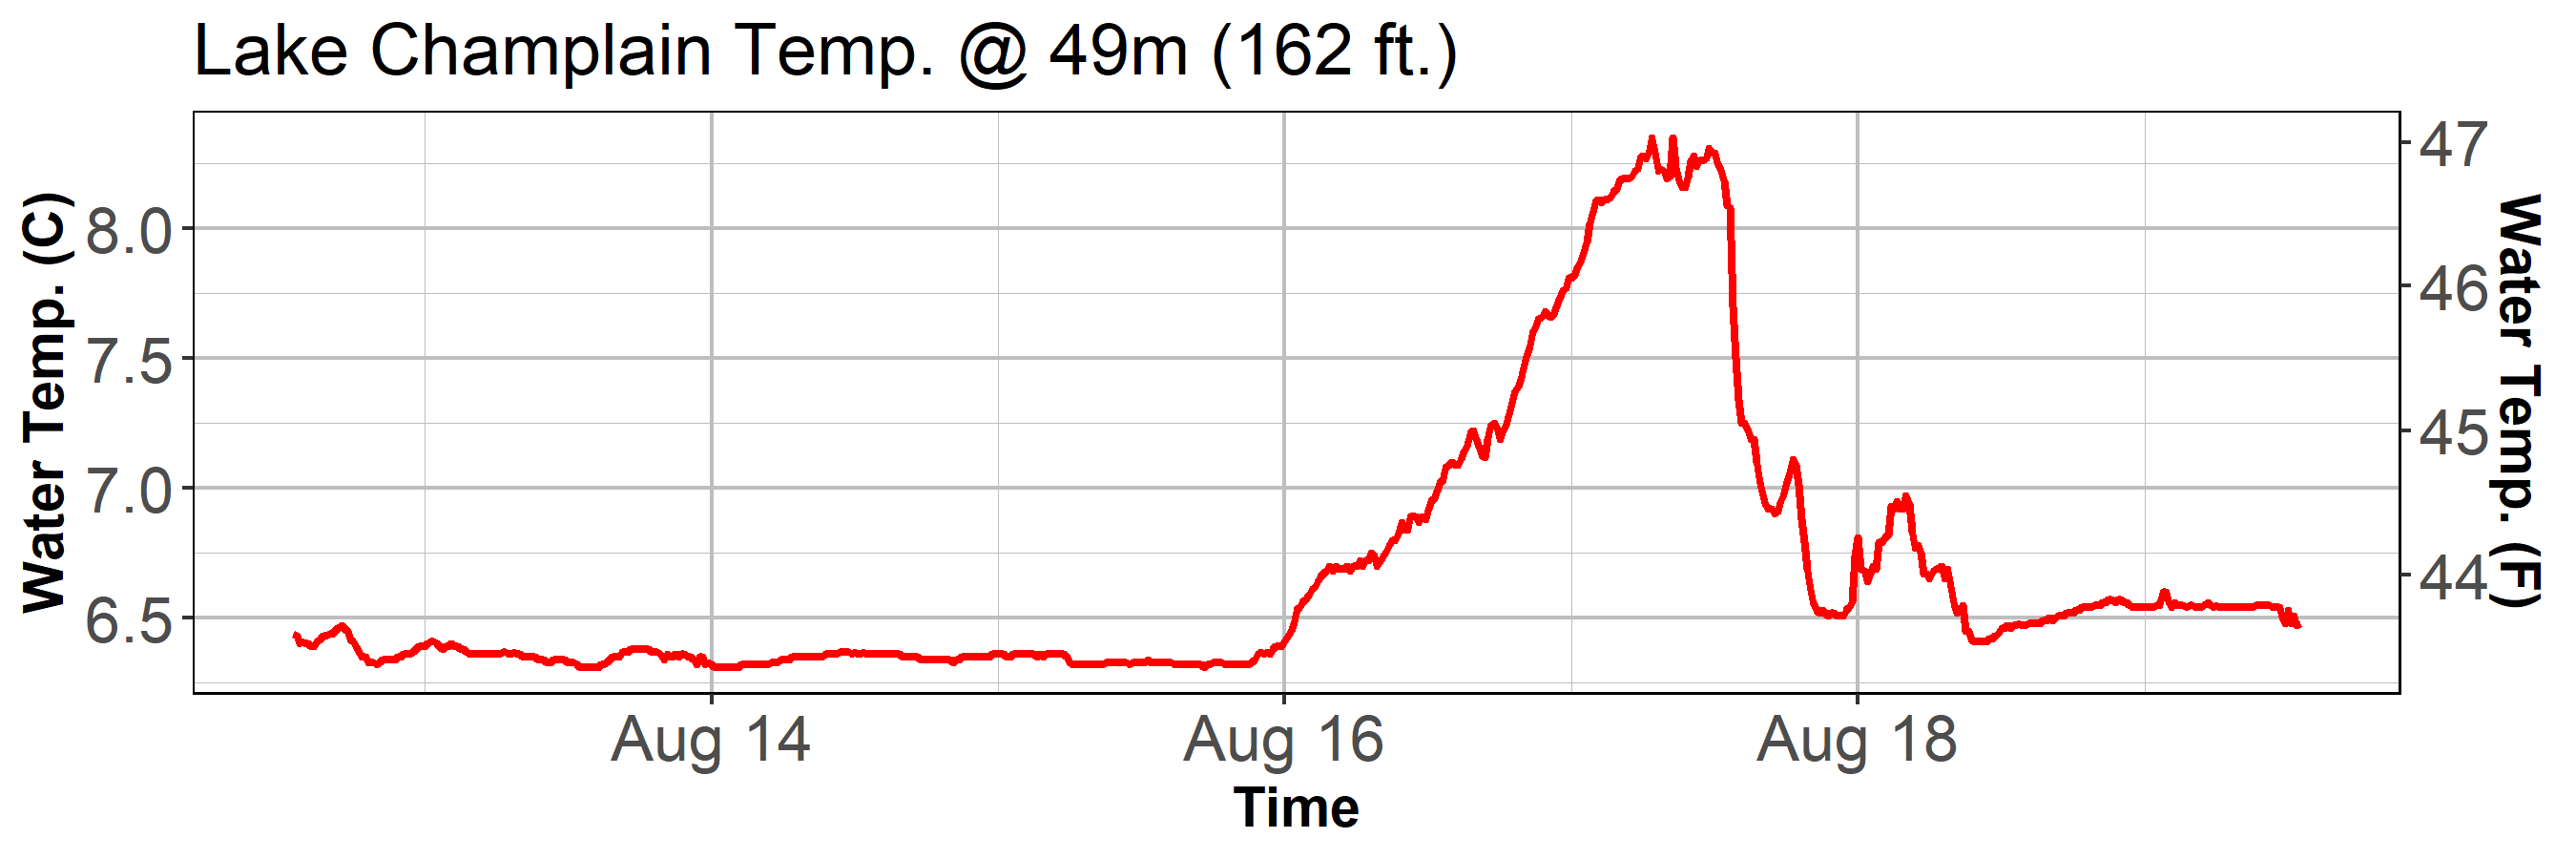 Lake Champlain Temp. @ 49m (162 ft.)
Water Temp. (C)
8.0
7.5
7.0
6.5
47
46
45
44
Water Temp. (F)
Aug 14
Aug 16
Aug 18
Time